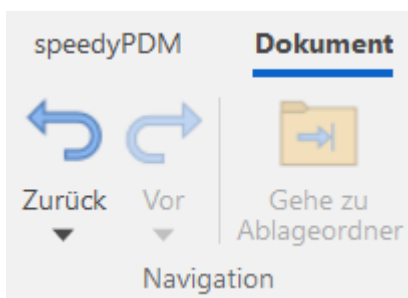 speedyPDM Dokument
Zurück Vor Gehe zu
Ablageordner
Navigation